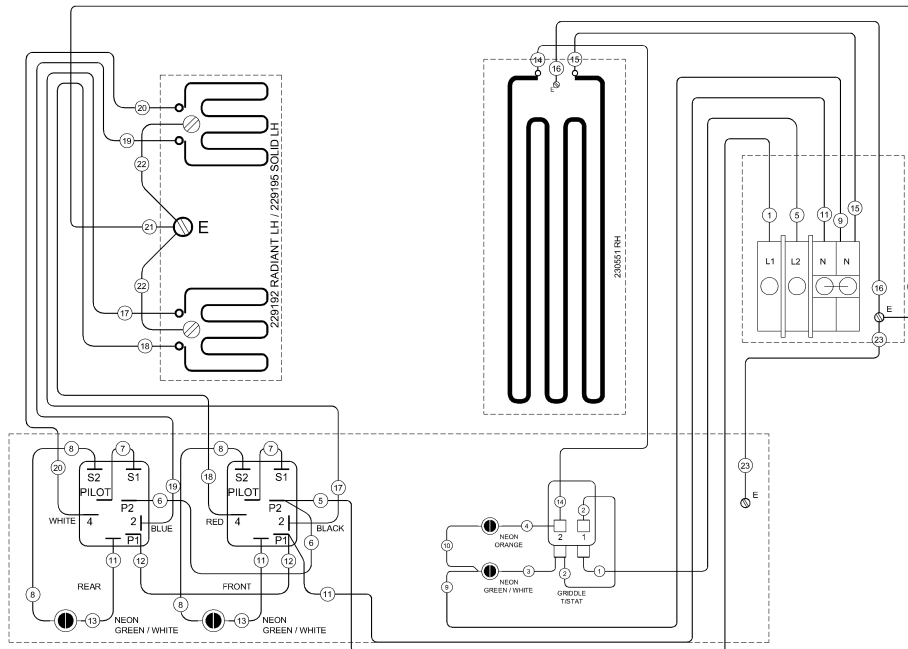 14
16
15
E
20
19
22
21
E
22
17
18
229192 RADIANT LH / 229195 SOLID LH
230551 RH
1
5
11
9
15
L1
L2
N
N
16
E
23
23
E
8
7
S2
S1
PILOT
20
WHITE
4
P2
2
P1
6
19
BLUE
11
12
REAR
8
13
NEON
GREEN / WHITE
8
7
S2
S1
PILOT
18
RED
4
P2
2
P1
5
17
BLACK
6
11
12
FRONT
11
8
13
NEON
GREEN / WHITE
14
2
2
1
4
NEON
ORANGE
10
3
NEON
GREEN / WHITE
9
2
1
GRIDDLE
T/STAT